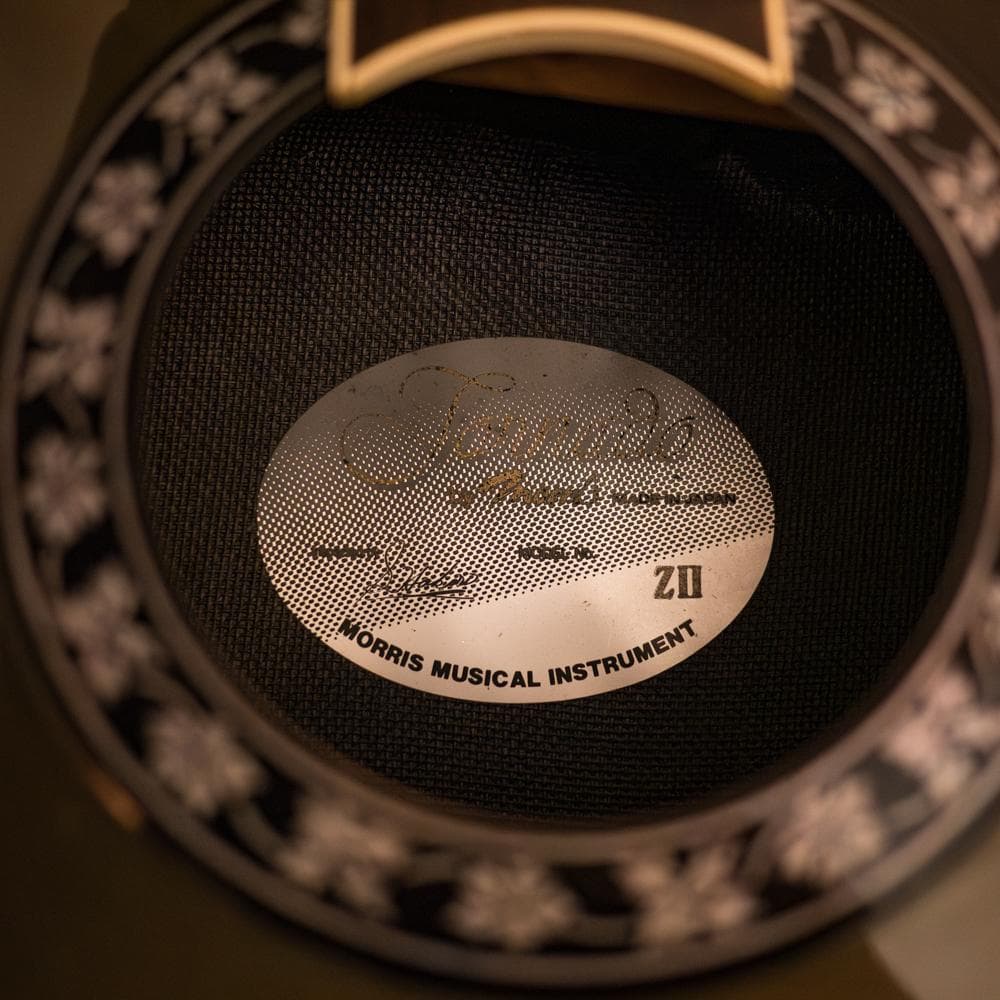 Tornado
by Morris MADE IN JAPAN
MODEL No.
ZII
MORRIS MUSICAL INSTRUMENT